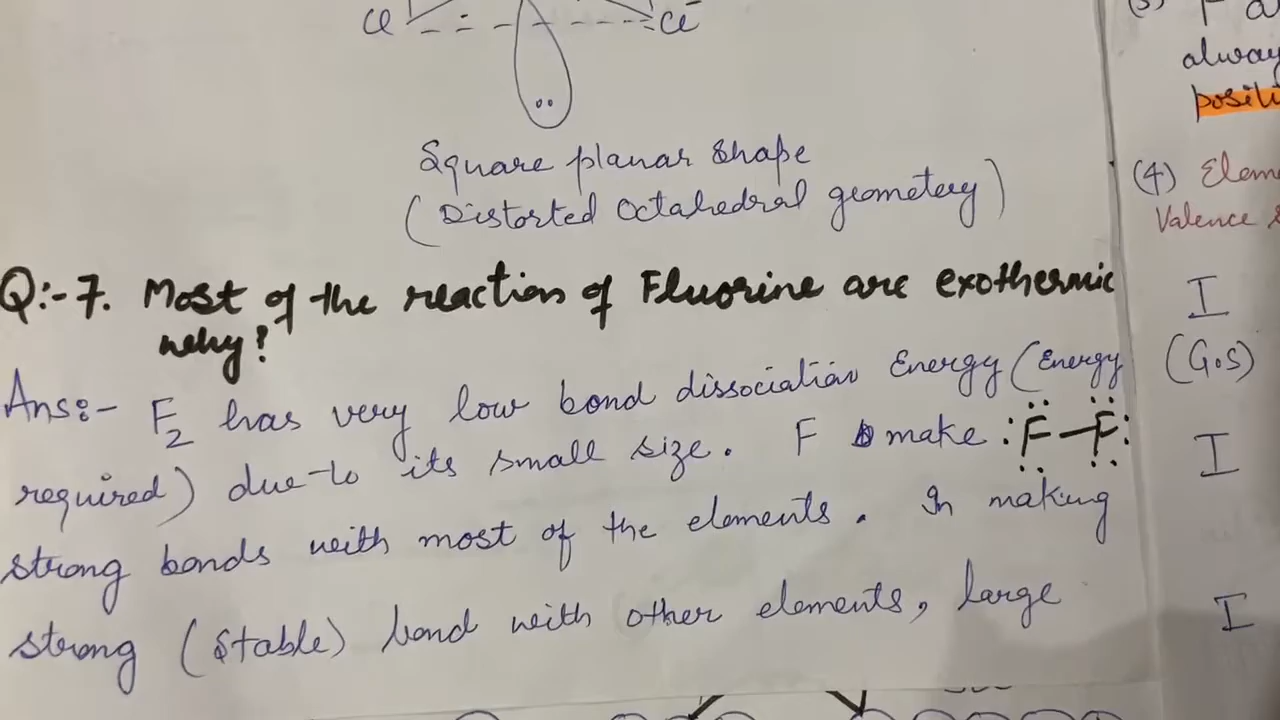 Cl
Cl
Square planar shape
(Distorted Octahedral geometery)
Q:-7. Most of the reaction of Fluorine are exothermic
why?
Ans:- F2 has very low bond dissociation Energy (Energy
required) due to its small size. F make :F–F:
strong bonds with most of the elements. In making
strong (stable) bond with other elements, large
alway
positi
(4) Elem
Valence
I
(G.S)
I
I